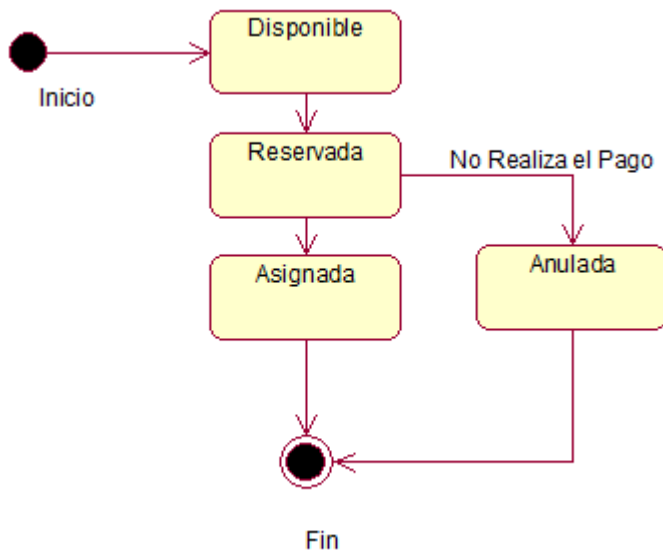 Disponible
Inicio
Reservada
No Realiza el Pago
Asignada
Anulada
Fin